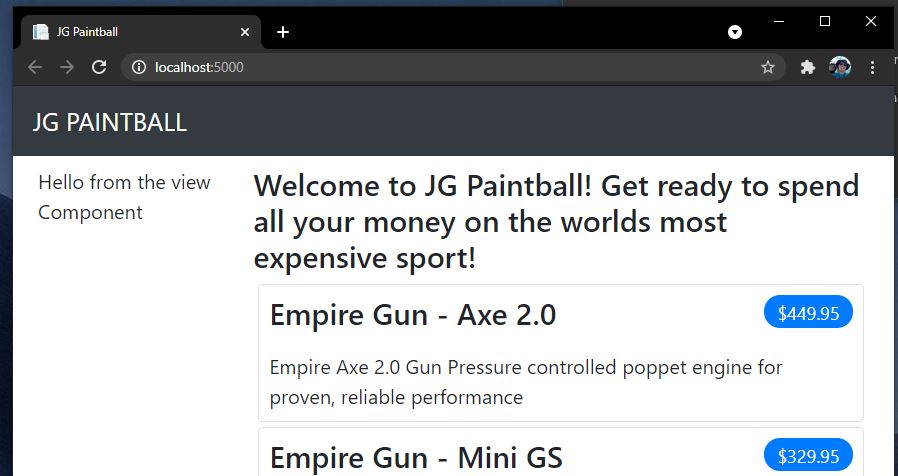 JG Paintball
localhost:5000
JG PAINTBALL
Hello from the view
Component
Welcome to JG Paintball! Get ready to spend
all your money on the worlds most
expensive sport!
Empire Gun - Axe 2.0
$449.95
Empire Axe 2.0 Gun Pressure controlled poppet engine for
proven, reliable performance
Empire Gun - Mini GS
$329.95